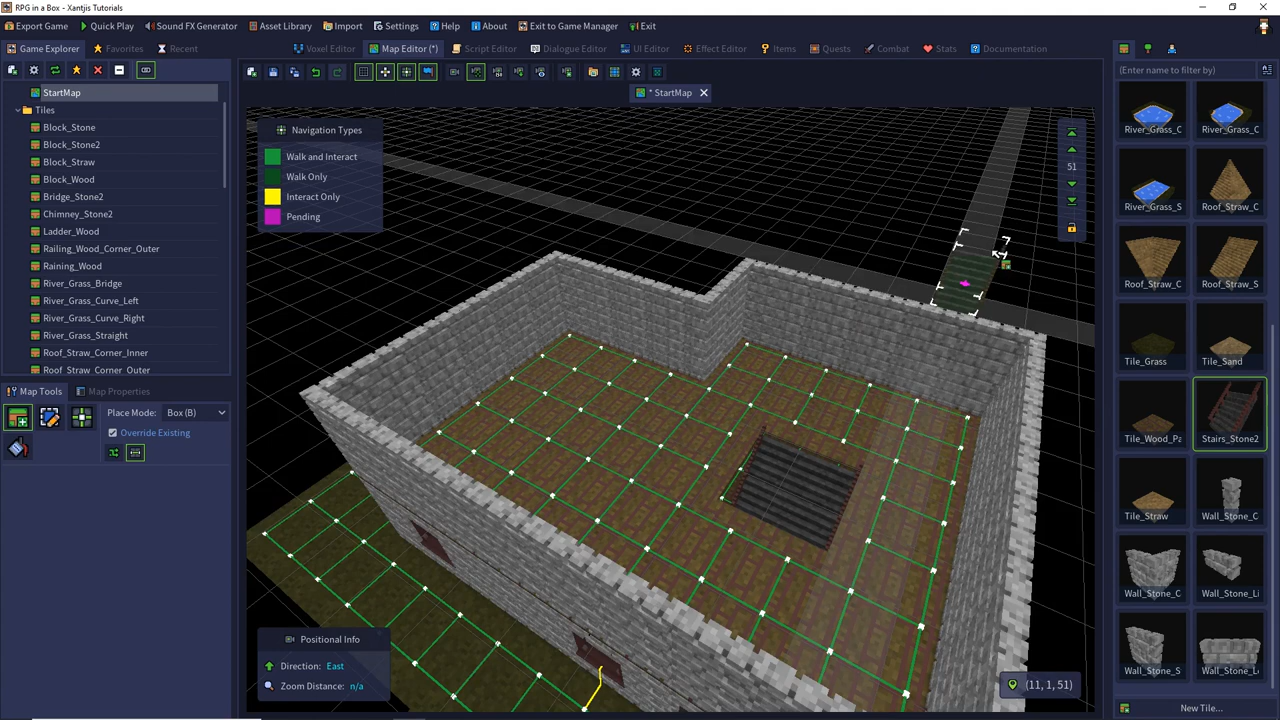 RPG in a Box - Xantjis Tutorials
Export Game
Quick Play
Sound FX Generator
Asset Library
Import
Settings
Help
About
Exit to Game Manager
Exit
Game Explorer
Favorites
Recent
Voxel Editor
Map Editor (*)
Script Editor
Dialogue Editor
UI Editor
Effect Editor
Items
Quests
Combat
Stats
Documentation
StartMap
Tiles
Block_Stone
Block_Stone2
Block_Straw
Block_Wood
Bridge_Stone2
Chimney_Stone2
Ladder_Wood
Railing_Wood_Corner_Outer
Raining_Wood
River_Grass_Bridge
River_Grass_Curve_Left
River_Grass_Curve_Right
River_Grass_Straight
Roof_Straw_Corner_Inner
Roof_Straw_Corner_Outer
Map Tools
Map Properties
Place Mode:
Box (B)
Override Existing
* StartMap
Navigation Types
Walk and Interact
Walk Only
Interact Only
Pending
51
Positional Info
Direction: East
Zoom Distance: n/a
(11, 1, 51)
(Enter name to filter by)
River_Grass_C
River_Grass_C
River_Grass_S
Roof_Straw_C
Roof_Straw_C
Roof_Straw_S
Tile_Grass
Tile_Sand
Tile_Wood_Pa
Stairs_Stone2
Tile_Straw
Wall_Stone_C
Wall_Stone_C
Wall_Stone_Li
Wall_Stone_S
Wall_Stone_Lo
New Tile...